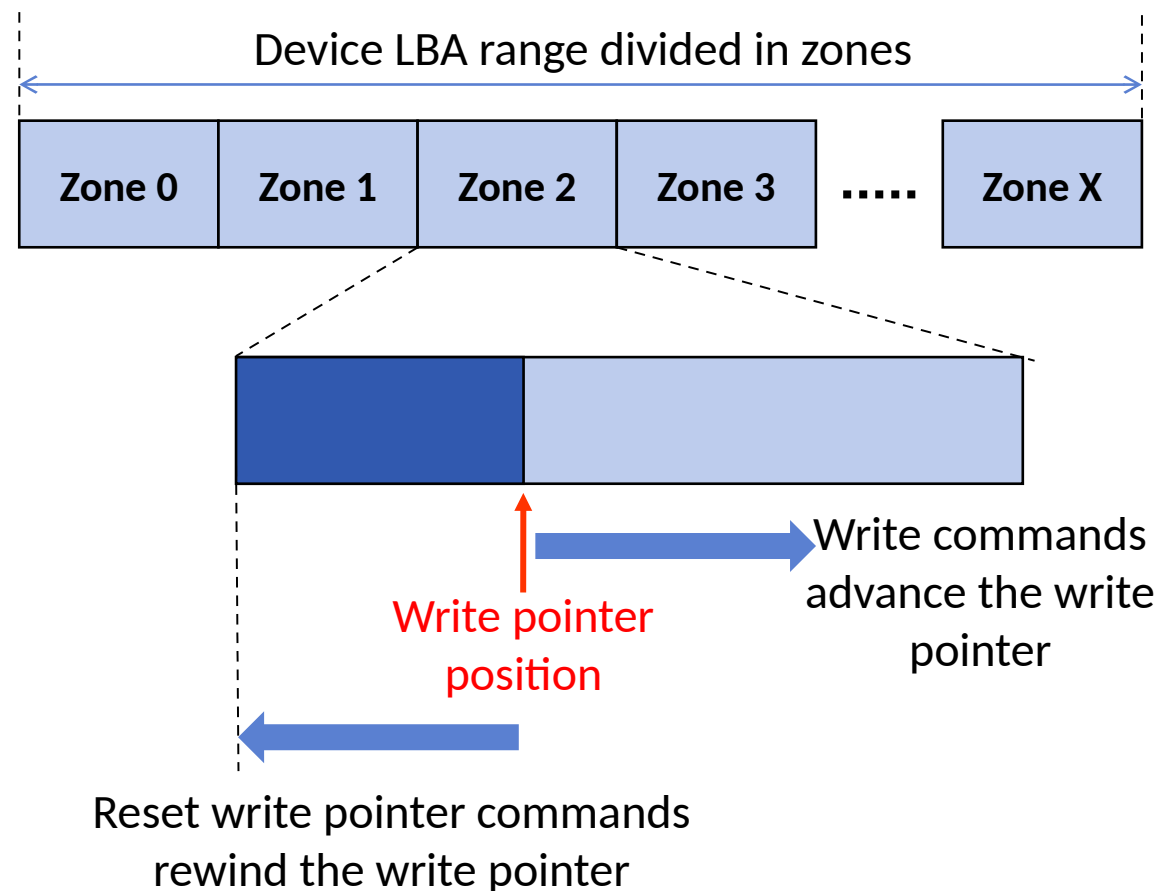 Device LBA range divided in zones
Zone 0 Zone 1 Zone 2 Zone 3 ..... Zone X
Write commands
advance the write
pointer
Write pointer
position
Reset write pointer commands
rewind the write pointer